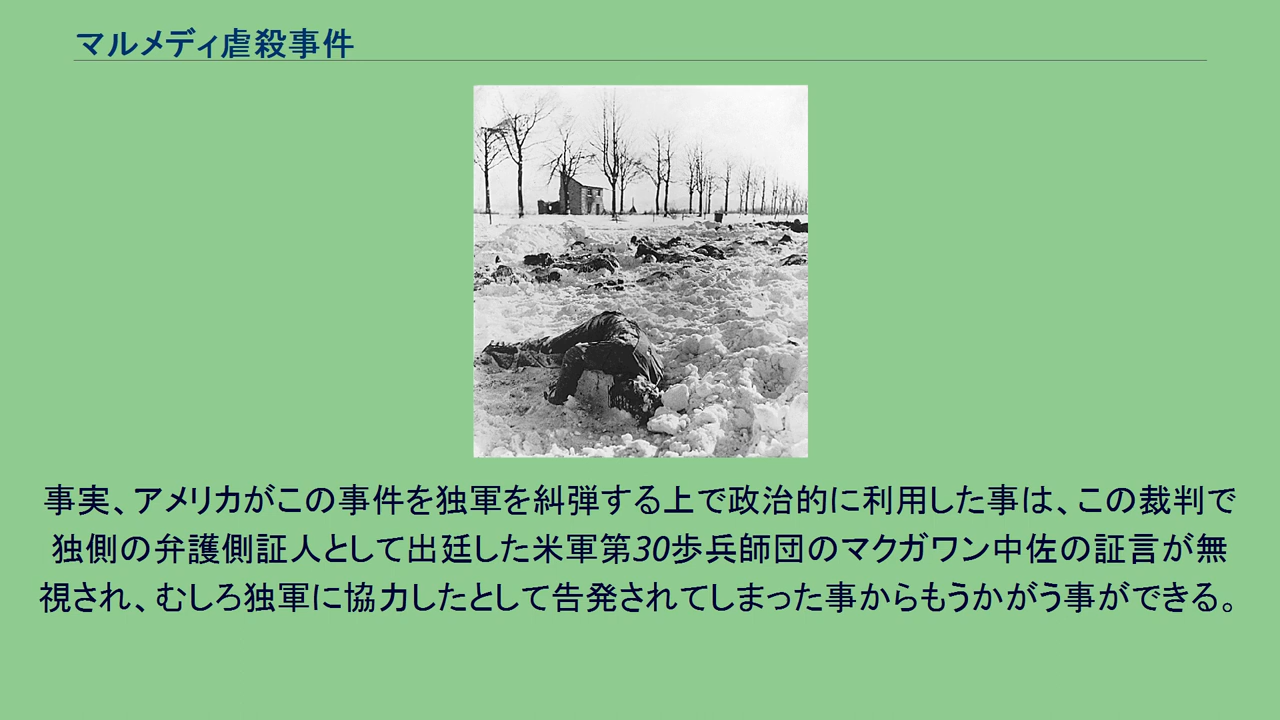 マルメディ虐殺事件
事実、アメリカがこの事件を独軍を糾弾する上で政治的に利用した事は、この裁判で
独側の弁護側証人として出廷した米軍第30歩兵師団のマクガワン中佐の証言が無
視され、むしろ独軍に協力したとして告発されてしまった事からもうかがう事ができる。